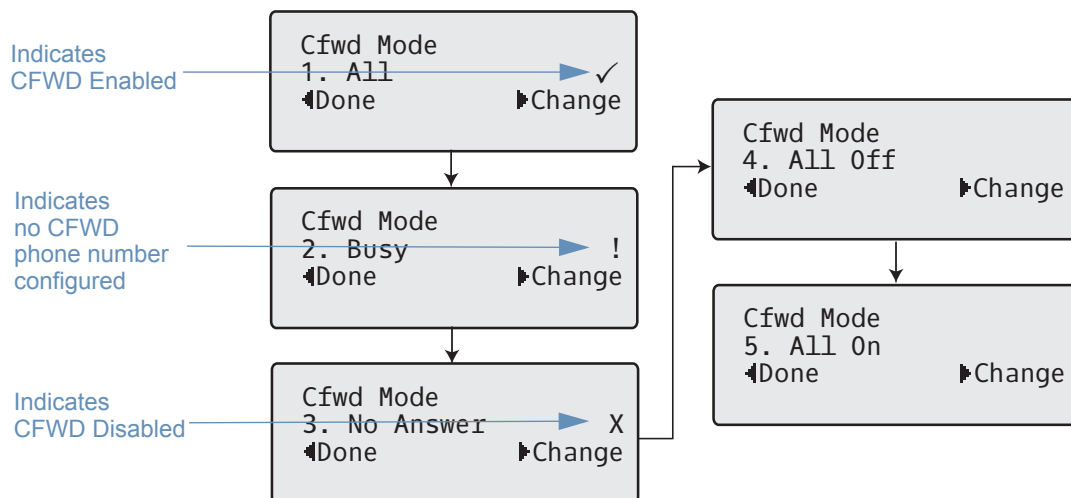 Indicates
CFWD Enabled
Cfwd Mode
1. All ✓
◀Done ▶Change
Indicates
no CFWD
phone number
configured
Cfwd Mode
2. Busy !
◀Done ▶Change
Indicates
CFWD Disabled
Cfwd Mode
3. No Answer X
◀Done ▶Change
Cfwd Mode
4. All Off
◀Done ▶Change
Cfwd Mode
5. All On
◀Done ▶Change